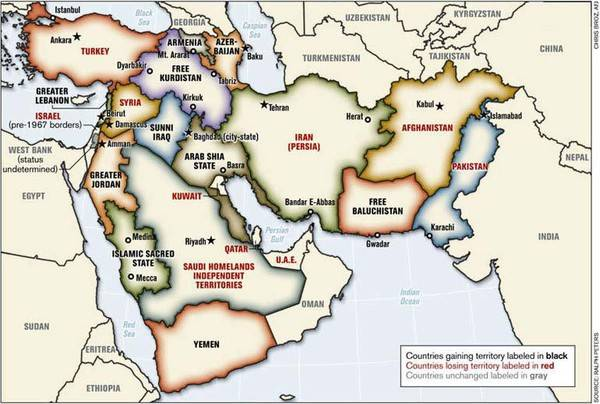 Istanbul
Black
Sea
GEORGIA
Caspian
Sea
UZBEKISTAN
KYRGYZSTAN
CHRIS BROZ, AFJ
Ankara
TURKEY
ARMENIA
Mt. Ararat
AZER-
BAIJAN
Baku
TURKMENISTAN
TAJIKISTAN
CHINA
Dyarbakir
FREE
KURDISTAN
Tabriz
GREATER
LEBANON
SYRIA
Kirkuk
Tehran
Herat
Kabul
Islamabad
ISRAEL
(pre-1967 borders)
Beirut
Damascus
SUNNI
IRAQ
Baghdad (city-state)
IRAN
(PERSIA)
AFGHANISTAN
WEST BANK
(status
undetermined)
Amman
ARAB SHIA
STATE
Basra
PAKISTAN
NEPAL
EGYPT
GREATER
JORDAN
KUWAIT
Bandar E-Abbas
FREE
BALUCHISTAN
Persian
Gulf
Gwadar
Karachi
Medina
ISLAMIC SACRED
STATE
Mecca
Riyadh
QATAR
U.A.E.
INDIA
SAUDI HOMELANDS
INDEPENDENT
TERRITORIES
OMAN
Indian
Ocean
SUDAN
Red
Sea
YEMEN
ERITREA
ETHIOPIA
Countries gaining territory labeled in black
Countries losing territory labeled in red
Countries unchanged labeled in gray
SOURCE: RALPH PETERS